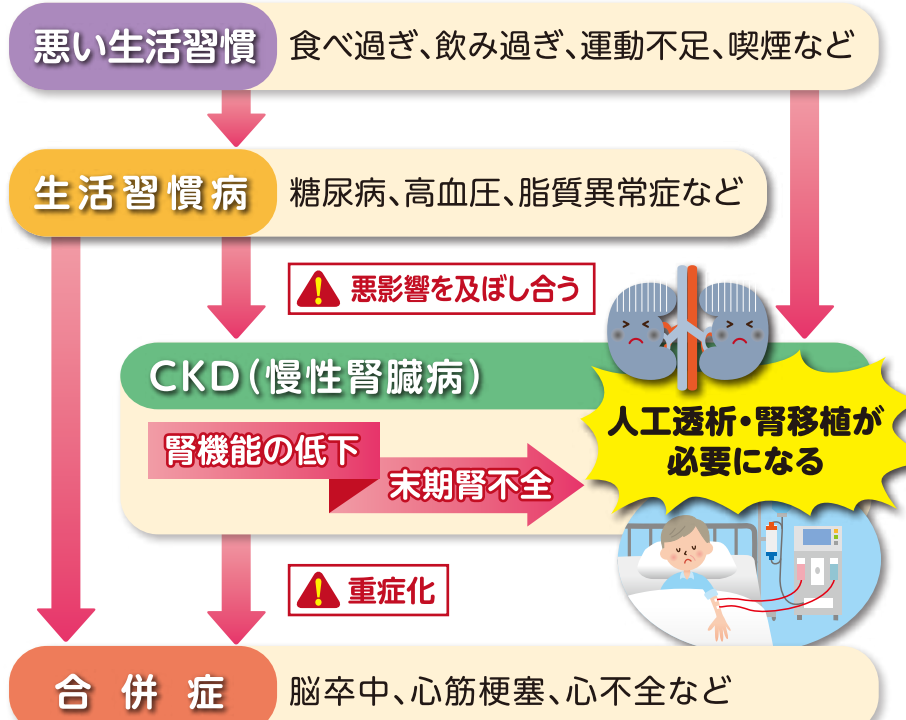 悪い生活習慣
食べ過ぎ、飲み過ぎ、運動不足、喫煙など
生活習慣病
糖尿病、高血圧、脂質異常症など
悪影響を及ぼし合う
CKD(慢性腎臓病)
人工透析・腎移植が
必要になる
腎機能の低下
末期腎不全
重症化
合併症
脳卒中、心筋梗塞、心不全など